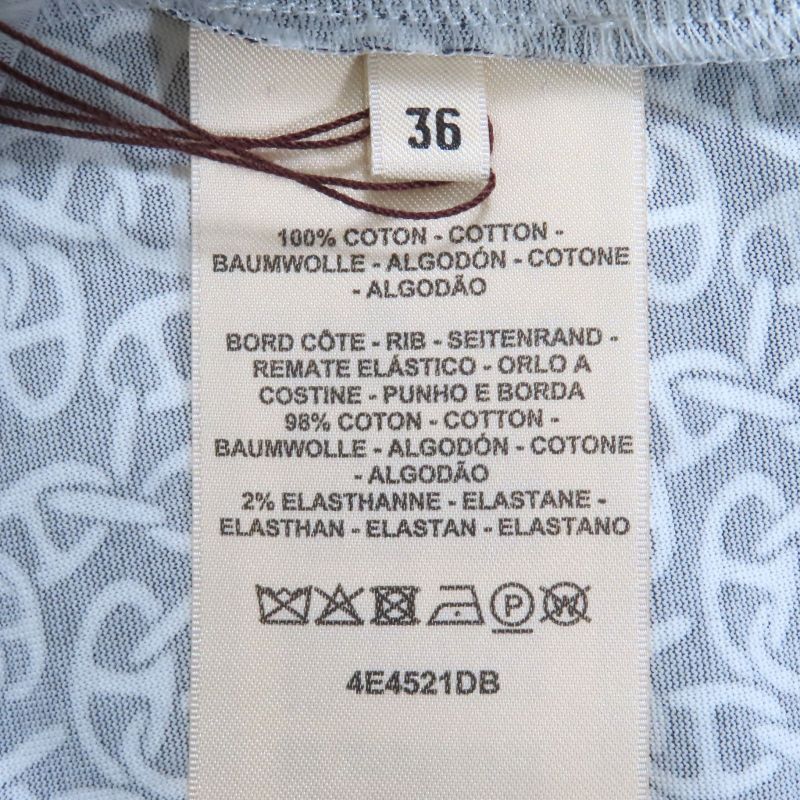 36
100% COTON - COTTON -
BAUMWOLLE - ALGODÓN - COTONE
- ALGODÃO
BORD CÔTE - RIB - SEITENRAND -
REMATE ELÁSTICO - ORLO A
COSTINE - PUNHO E BORDA
98% COTON - COTTON -
BAUMWOLLE - ALGODÓN - COTONE
- ALGODÃO
2% ELASTHANNE - ELASTANE -
ELASTHAN - ELASTAN - ELASTANO
P W
4E4521DB